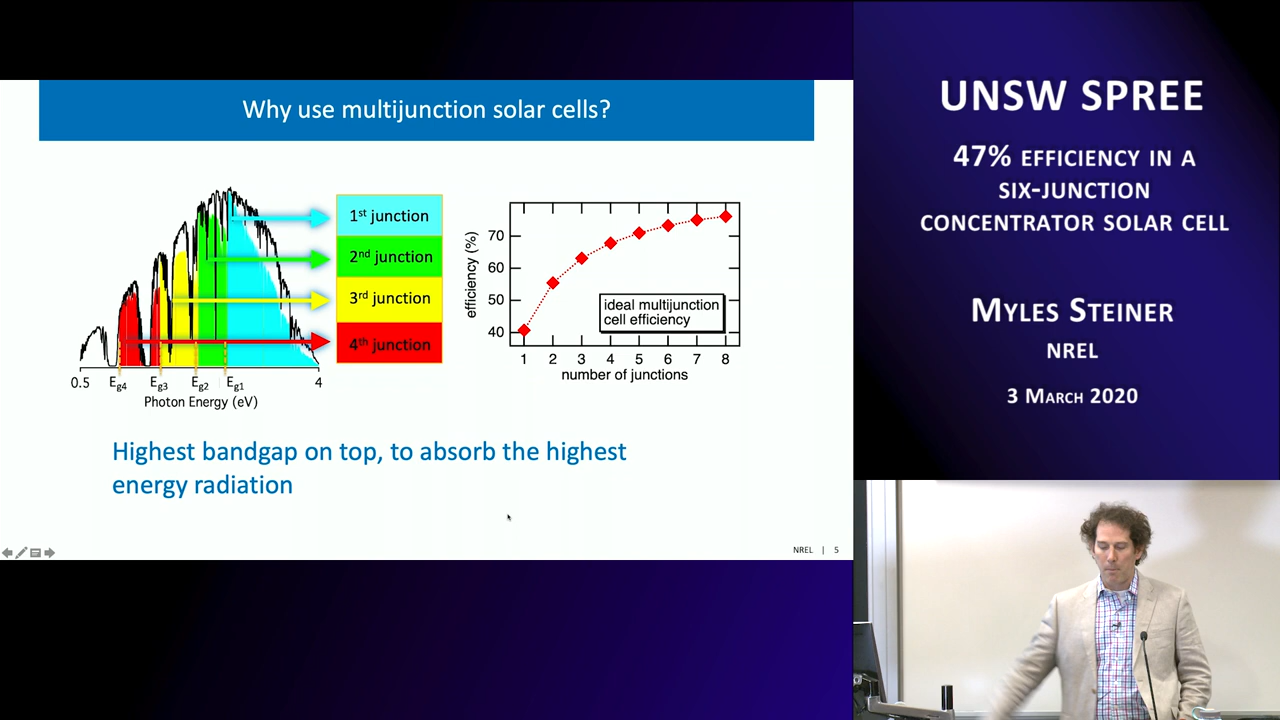 Why use multijunction solar cells?
1st junction
2nd junction
3rd junction
4th junction
0.5
Eg4
Eg3
Eg2
Eg1
4
Photon Energy (eV)
efficiency (%)
70
60
50
40
ideal multijunction
cell efficiency
1 2 3 4 5 6 7 8
number of junctions
Highest bandgap on top, to absorb the highest
energy radiation
NREL | 5
UNSW SPREE
47% EFFICIENCY IN A
SIX-JUNCTION
CONCENTRATOR SOLAR CELL
MYLES STEINER
NREL
3 MARCH 2020